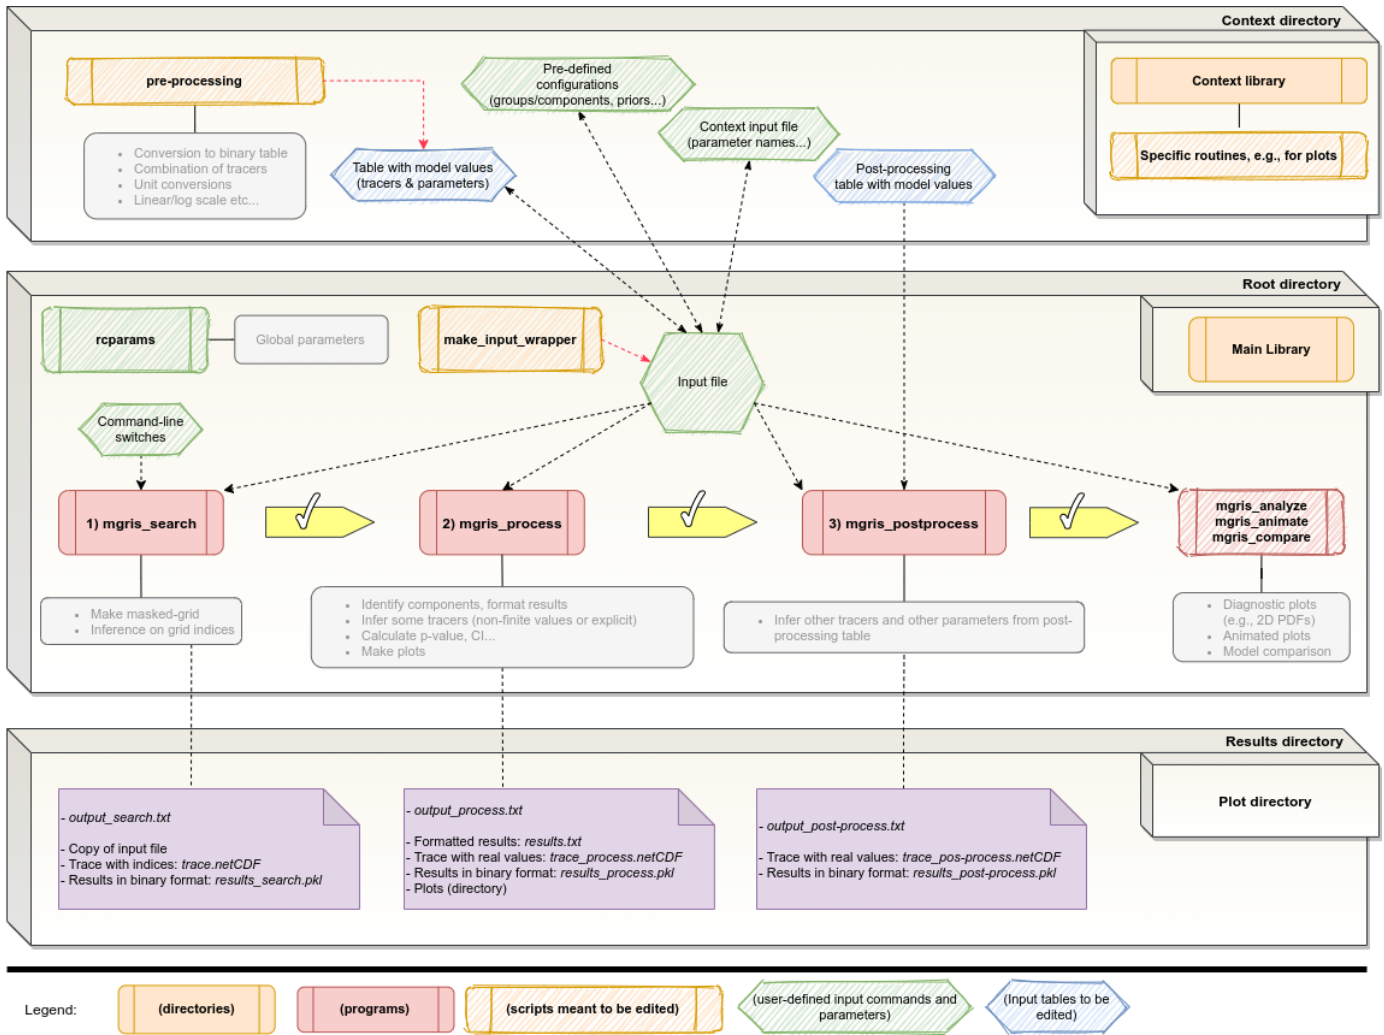 Context directory
pre-processing
Conversion to binary table
Combination of tracers
Unit conversions
Linear/log scale etc...
Table with model values
(tracers & parameters)
Pre-defined
configurations
(groups/components, priors...)
Context input file
(parameter names...)
Post-processing
table with model values
Context library
Specific routines, e.g., for plots
Root directory
rcparams
Global parameters
make_input_wrapper
Input file
Main Library
Command-line
switches
1) mgris_search
2) mgris_process
3) mgris_postprocess
mgris_analyze
mgris_animate
mgris_compare
Make masked-grid
Inference on grid indices
Identify components, format results
Infer some tracers (non-finite values or explicit)
Calculate p-value, CI...
Make plots
Infer other tracers and other parameters from post-
processing table
Diagnostic plots
(e.g., 2D PDFs)
Animated plots
Model comparison
Results directory
Plot directory
- output_search.txt
- Copy of input file
- Trace with indices: trace.netCDF
- Results in binary format: results_search.pkl
- output_process.txt
- Formatted results: results.txt
- Trace with real values: trace_process.netCDF
- Results in binary format: results_process.pkl
- Plots (directory)
- output_post-process.txt
- Trace with real values: trace_pos-process.netCDF
- Results in binary format: results_post-process.pkl
Legend:
(directories)
(programs)
(scripts meant to be edited)
(user-defined input commands and
parameters)
(Input tables to be
edited)